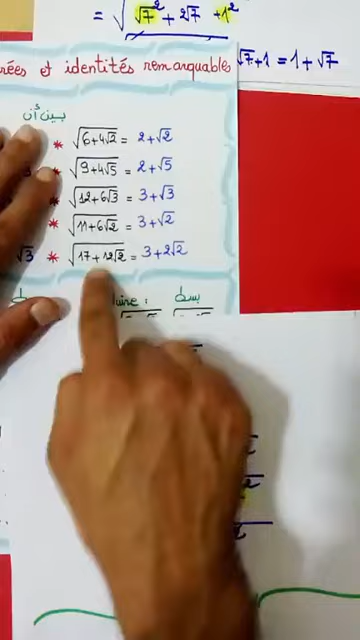 = √(√7² + 2√7 + 1²
√7+1 = 1+√7
rées et identités remarquables
بين أن
* √(6+4√2) = 2+√2
* √(9+4√5) = 2+√5
* √(12+6√3) = 3+√3
* √(11+6√2) = 3+√2
√3 * √(17+12√2) = 3+2√2
uire : بسط